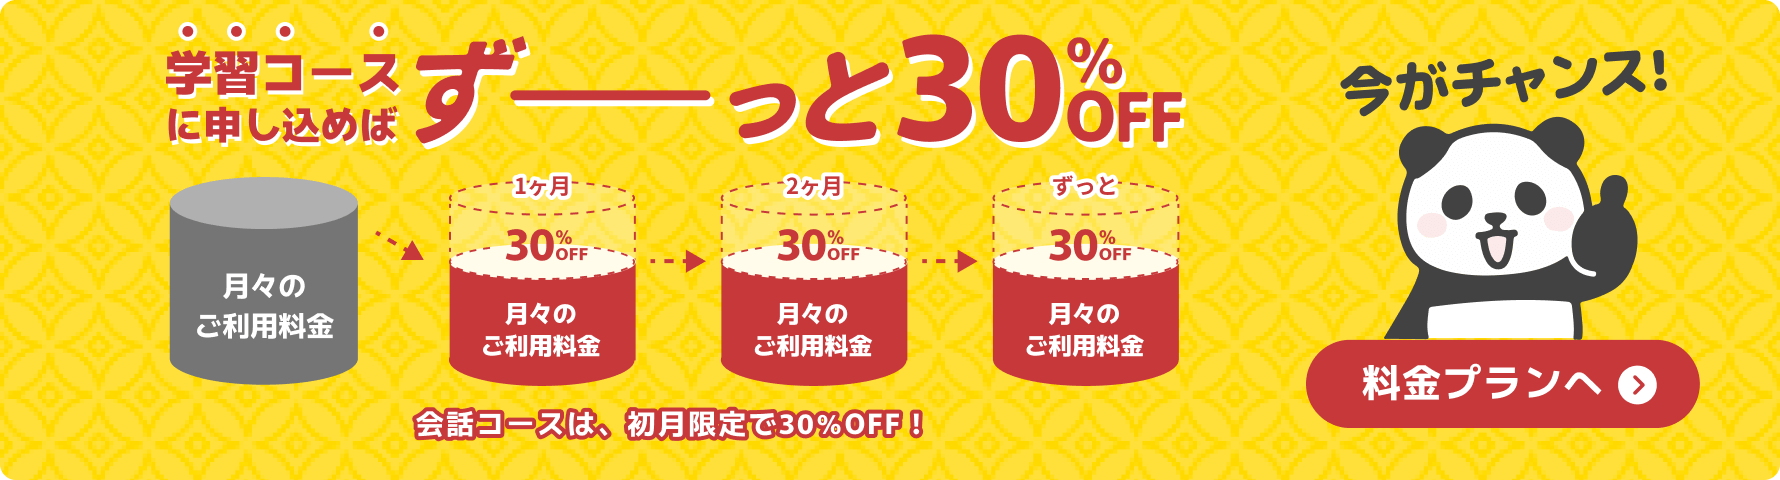 学習コース
に申し込めば
ず――っと30%OFF
今がチャンス!
月々の
ご利用料金
1ヶ月
30%OFF
月々の
ご利用料金
2ヶ月
30%OFF
月々の
ご利用料金
ずっと
30%OFF
月々の
ご利用料金
会話コースは、初月限定で30%OFF！
料金プランへ